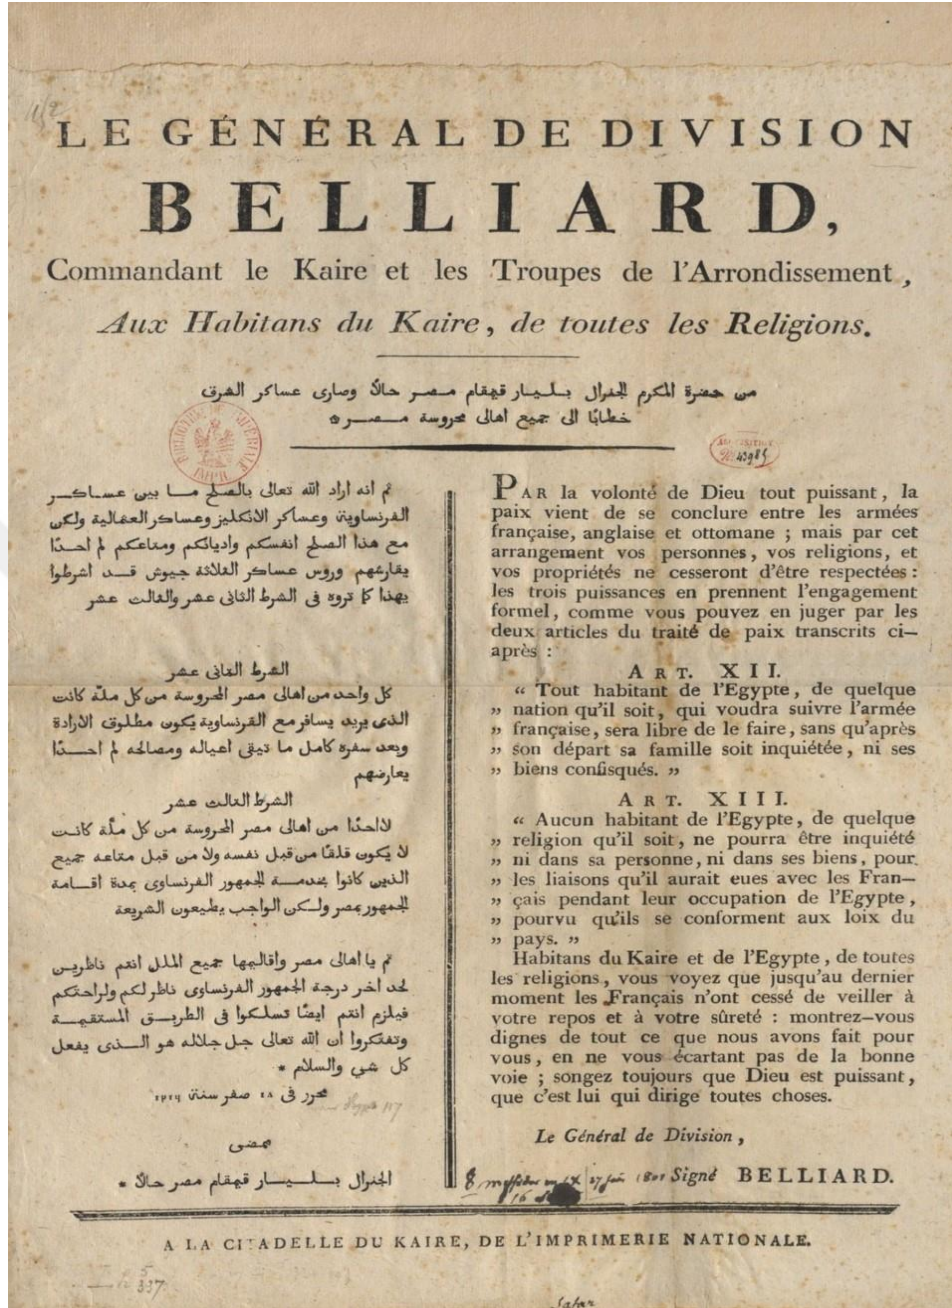 LE GÉNÉRAL DE DIVISION
BELLIARD,
Commandant le Kaire et les Troupes de l'Arrondissement,
Aux Habitans du Kaire, de toutes les Religions.
من حضرة المكرم الجنرال بليار قيمقام مصر حالاً وصارى عساكر الشرق
خطابًا الى جميع اهالى محروسة مصر *
43985
ثم انه اراد الله تعالى بالصلح ما بين عساكر
الفرنساوية وعساكر الانكليز وعساكر العثمالية ولكن
مع هذا الصلح انفسكم واديانكم ومتاعكم لم احدًا
يقارشهم وروس عساكر الثلاثة جيوش قد اشرطوا
بهذا كما تروه فى الشرط الثانى عشر والثالث عشر
الشرط الثانى عشر
كل واحد من اهالى مصر المحروسة من كل ملّة كانت
الذى يريد يسافر مع الفرنساوية يكون مطلوق الارادة
وبعد سفره كامل ما تيبقى اعياله ومصالحه لم احدًا
يعارضهم
الشرط الثالث عشر
لا احدًا من اهالى مصر المحروسة من كل ملّة كانت
لا يكون قلقًا من قبل نفسه ولا من قبل متاعه جميع
الذين كانوا بخدمة الجمهور الفرنساوى بمدة اقامة
الجمهور بمصر ولكن الواجب يطيعون الشريعة
ثم يا اهالى مصر واقاليمها جميع الملل انتم ناظرين
لحد اخر درجة الجمهور الفرنساوى ناظر لكم ولراحتكم
فيلزم انتم ايضًا تسلكوا فى الطريق المستقيمة
وتفتكروا أن الله تعالى جل جلاله هو الذى يفعل
كل شي والسلام *
محرر فى ١٨ صفر سنة ١٢١٦
ممضى
الجنرال بليار قيمقام مصر حالاً *
PAR la volonté de Dieu tout puissant, la
paix vient de se conclure entre les armées
française, anglaise et ottomane ; mais par cet
arrangement vos personnes, vos religions, et
vos propriétés ne cesseront d'être respectées :
les trois puissances en prennent l'engagement
formel, comme vous pouvez en juger par les
deux articles du traité de paix transcrits ci-
après :
ART. XII.
“ Tout habitant de l'Egypte, de quelque
” nation qu'il soit, qui voudra suivre l'armée
” française, sera libre de le faire, sans qu'après
” son départ sa famille soit inquiétée, ni ses
” biens confisqués. ”
ART. XIII.
“ Aucun habitant de l'Egypte, de quelque
” religion qu'il soit, ne pourra être inquiété
” ni dans sa personne, ni dans ses biens, pour
” les liaisons qu'il aurait eues avec les Fran-
” çais pendant leur occupation de l'Egypte,
” pourvu qu'ils se conforment aux loix du
” pays. ”
Habitans du Kaire et de l'Egypte, de toutes
les religions, vous voyez que jusqu'au dernier
moment les Français n'ont cessé de veiller à
votre repos et à votre sûreté : montrez-vous
dignes de tout ce que nous avons fait pour
vous, en ne vous écartant pas de la bonne
voie ; songez toujours que Dieu est puissant,
que c'est lui qui dirige toutes choses.
Le Général de Division,
8 messidor an IX 27 juin 1801 Signé BELLIARD.
16
A LA CITADELLE DU KAIRE, DE L'IMPRIMERIE NATIONALE.
337
Safar